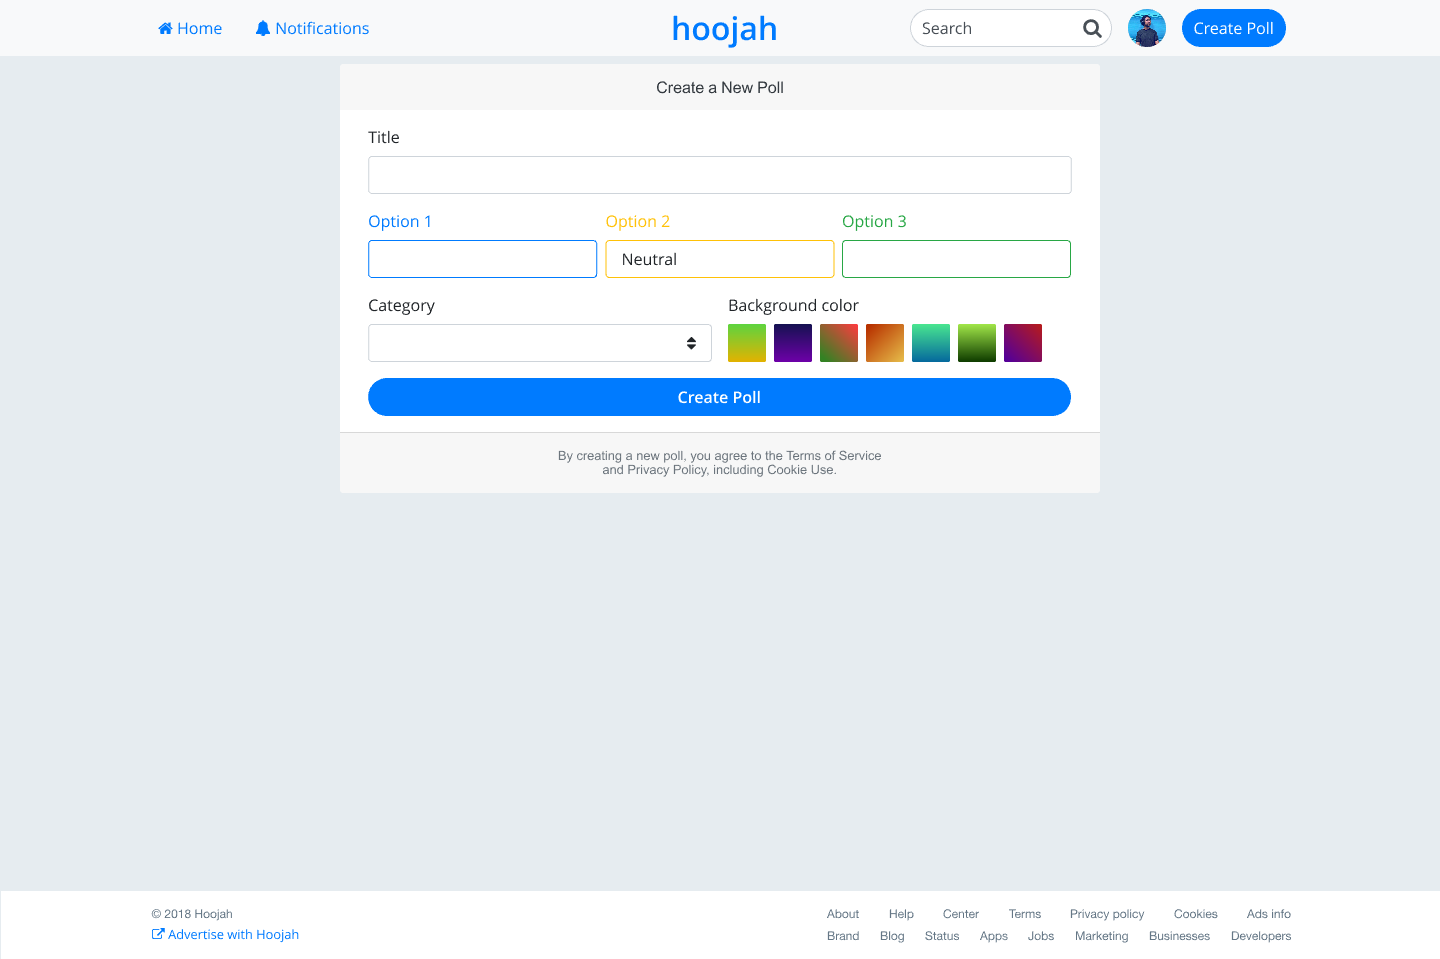 Home Notifications hoojah Search Create Poll
Create a New Poll
Title
Option 1 Option 2 Option 3
Neutral
Category Background color
Create Poll
By creating a new poll, you agree to the Terms of Service
and Privacy Policy, including Cookie Use.
© 2018 Hoojah
Advertise with Hoojah
About Help Center Terms Privacy policy Cookies Ads info
Brand Blog Status Apps Jobs Marketing Businesses Developers